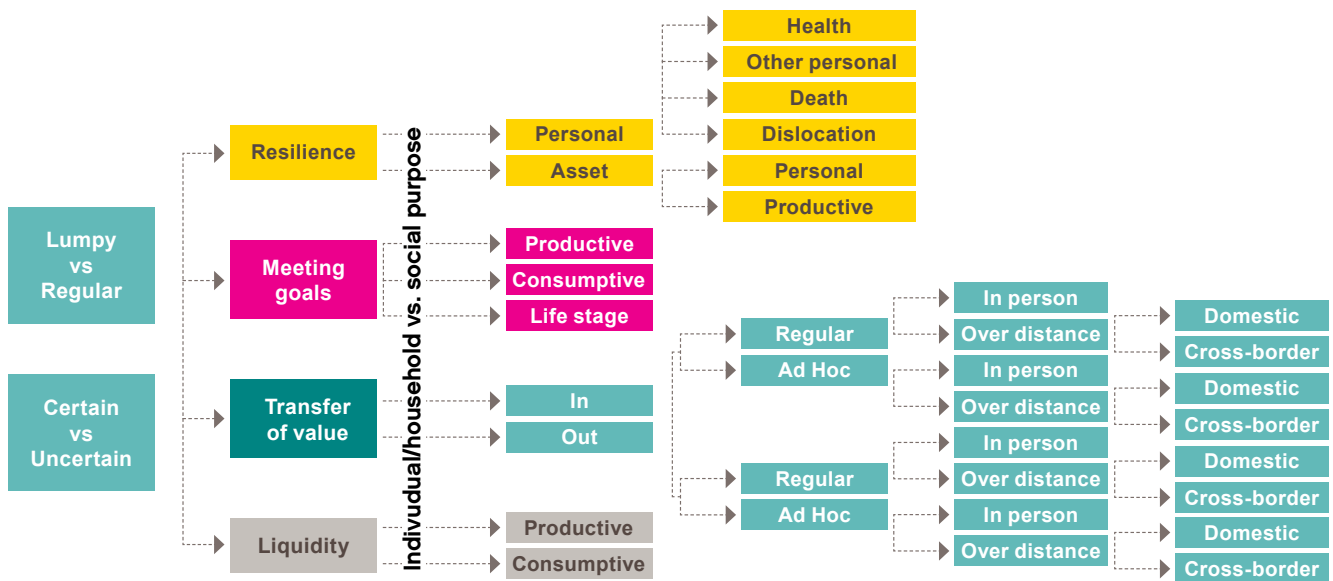 Lumpy
vs
Regular
Certain
vs
Uncertain
Resilience
Meeting
goals
Transfer
of value
Liquidity
Indivudual/household vs. social purpose
Personal
Asset
Productive
Consumptive
Life stage
In
Out
Productive
Consumptive
Health
Other personal
Death
Dislocation
Personal
Productive
Regular
Ad Hoc
Regular
Ad Hoc
In person
Over distance
In person
Over distance
In person
Over distance
In person
Over distance
Domestic
Cross-border
Domestic
Cross-border
Domestic
Cross-border
Domestic
Cross-border